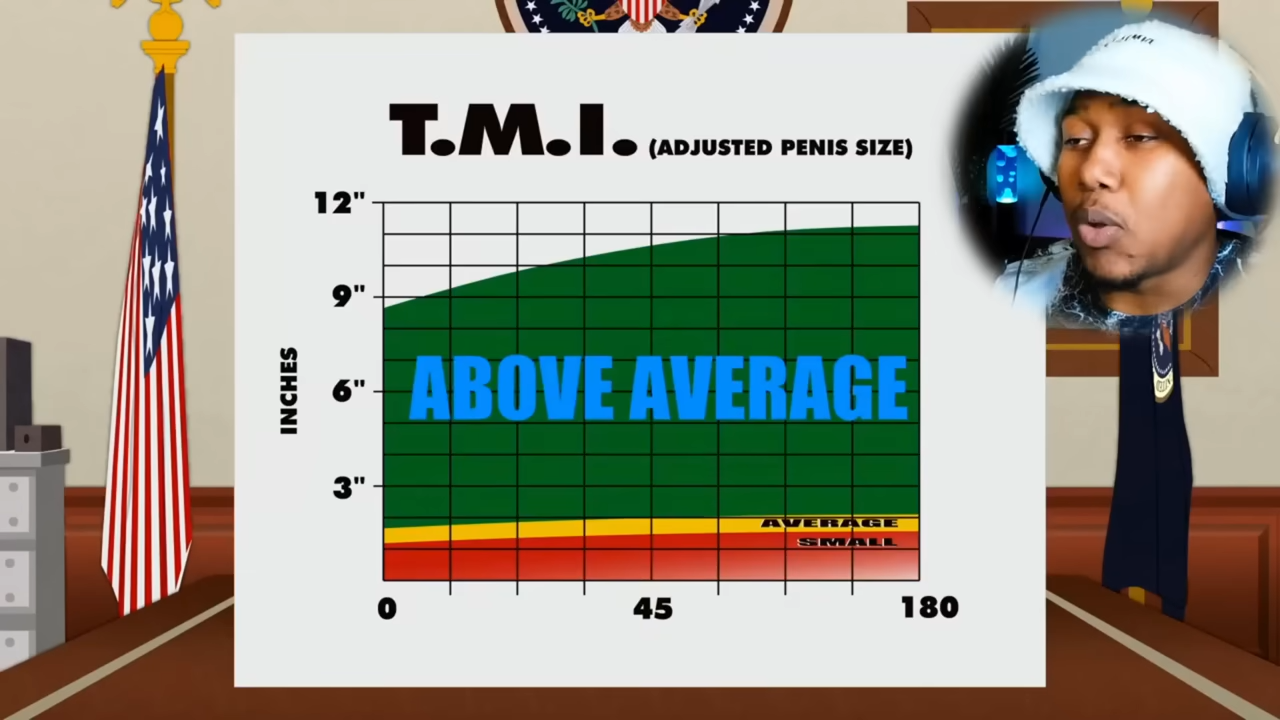 T.M.I. (ADJUSTED PENIS SIZE)
12"
9"
INCHES
6"
ABOVE AVERAGE
3"
AVERAGE
SMALL
0 45 180